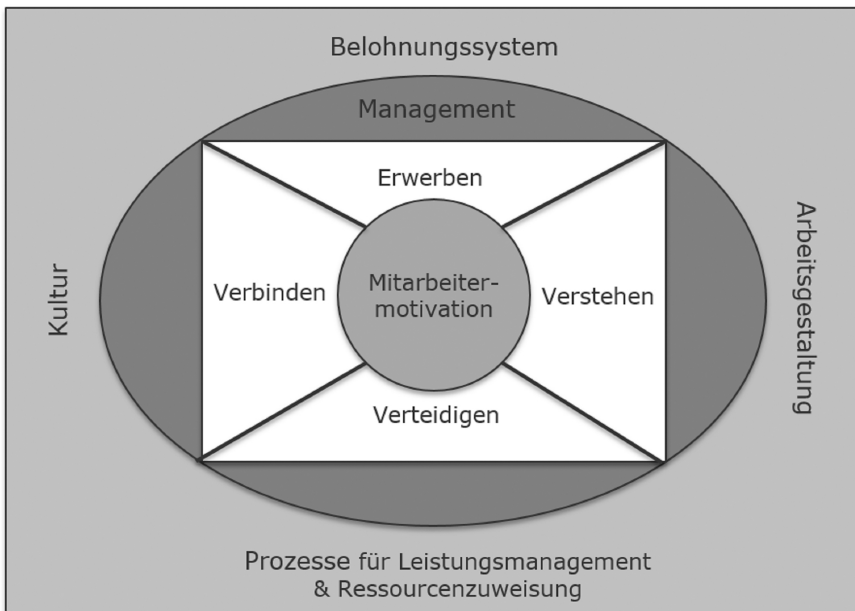 Belohnungssystem
Management
Erwerben
Kultur
Verbinden
Mitarbeiter-
motivation
Verstehen
Arbeitsgestaltung
Verteidigen
Prozesse für Leistungsmanagement
& Ressourcenzuweisung